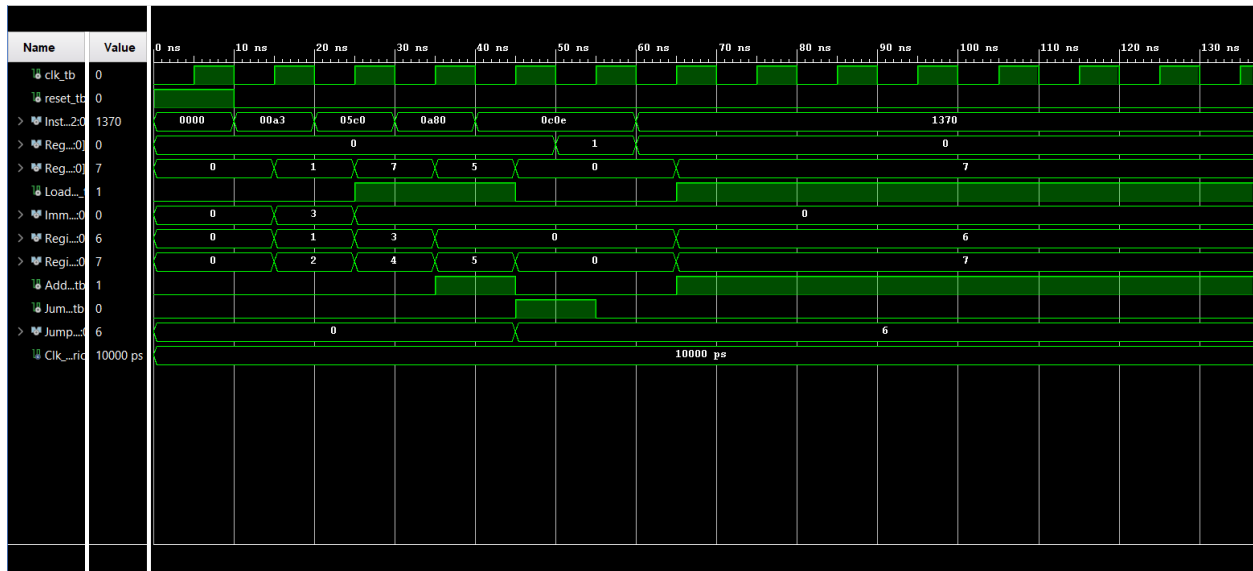 Name Value
0 ns 10 ns 20 ns 30 ns 40 ns 50 ns 60 ns 70 ns 80 ns 90 ns 100 ns 110 ns 120 ns 130 ns
clk_tb 0
reset_tb 0
> Inst...2:0 1370 0000 00a3 05c0 0a80 0c0e 1370
> Reg...:0] 0 0 1 0
> Reg...:0] 7 0 1 7 5 0 7
Load..._ 1
> Imm...:0 0 0 3 0
> Regi...:0 6 0 1 3 0 6
> Regi...:0 7 0 2 4 5 0 7
Add...tb 1
Jum...tb 0
> Jump...:0 6 0 6
Clk_...ric 10000 ps 10000 ps